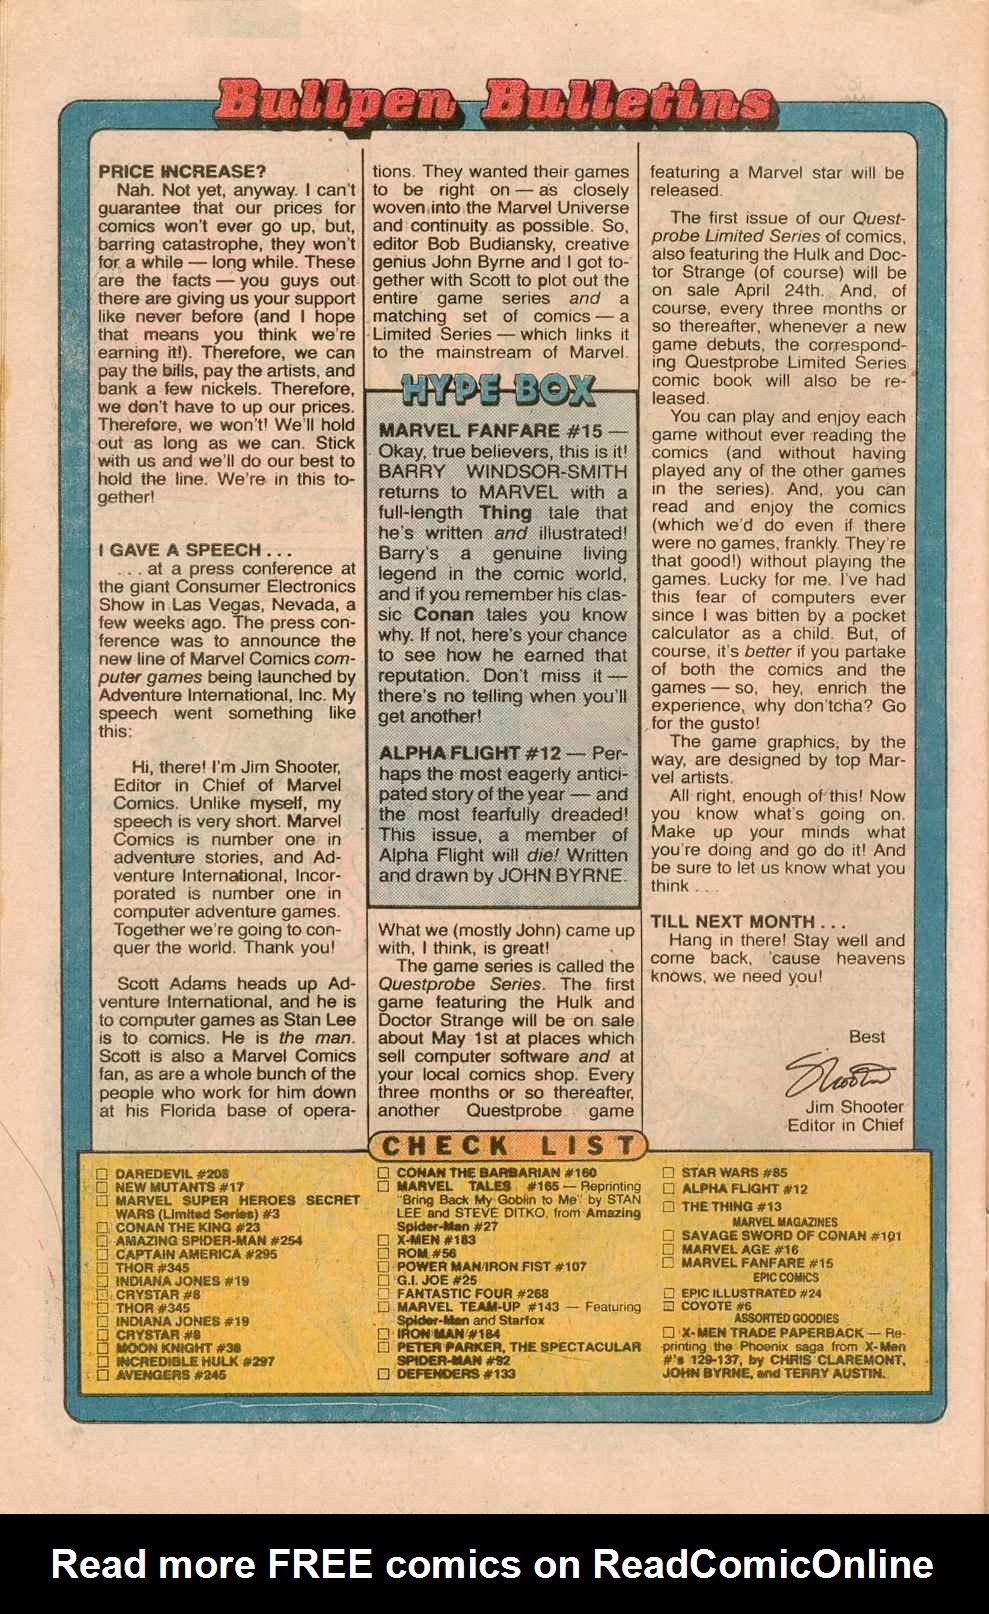 Bullpen Bulletins
PRICE INCREASE?
Nah. Not yet, anyway. I can't
guarantee that our prices for
comics won't ever go up, but,
barring catastrophe, they won't
for a while — long while. These
are the facts — you guys out
there are giving us your support
like never before (and I hope
that means you think we're
earning it!). Therefore, we can
pay the bills, pay the artists, and
bank a few nickels. Therefore,
we don't have to up our prices.
Therefore, we won't! We'll hold
out as long as we can. Stick
with us and we'll do our best to
hold the line. We're in this to-
gether!
I GAVE A SPEECH . . .
. . . at a press conference at
the giant Consumer Electronics
Show in Las Vegas, Nevada, a
few weeks ago. The press con-
ference was to announce the
new line of Marvel Comics com-
puter games being launched by
Adventure International, Inc. My
speech went something like
this:
Hi, there! I'm Jim Shooter,
Editor in Chief of Marvel
Comics. Unlike myself, my
speech is very short. Marvel
Comics is number one in
adventure stories, and Ad-
venture International, Incor-
porated is number one in
computer adventure games.
Together we're going to con-
quer the world. Thank you!
Scott Adams heads up Ad-
venture International, and he is
to computer games as Stan Lee
is to comics. He is the man.
Scott is also a Marvel Comics
fan, as are a whole bunch of the
people who work for him down
at his Florida base of opera-
tions. They wanted their games
to be right on — as closely
woven into the Marvel Universe
and continuity as possible. So,
editor Bob Budiansky, creative
genius John Byrne and I got to-
gether with Scott to plot out the
entire game series and a
matching set of comics — a
Limited Series — which links it
to the mainstream of Marvel.
HYPE BOX
MARVEL FANFARE #15 —
Okay, true believers, this is it!
BARRY WINDSOR-SMITH
returns to MARVEL with a
full-length Thing tale that
he's written and illustrated!
Barry's a genuine living
legend in the comic world,
and if you remember his clas-
sic Conan tales you know
why. If not, here's your chance
to see how he earned that
reputation. Don't miss it —
there's no telling when you'll
get another!
ALPHA FLIGHT #12 — Per-
haps the most eagerly antici-
pated story of the year — and
the most fearfully dreaded!
This issue, a member of
Alpha Flight will die! Written
and drawn by JOHN BYRNE.
What we (mostly John) came up
with, I think, is great!
The game series is called the
Questprobe Series. The first
game featuring the Hulk and
Doctor Strange will be on sale
about May 1st at places which
sell computer software and at
your local comics shop. Every
three months or so thereafter,
another Questprobe game
featuring a Marvel star will be
released.
The first issue of our Quest-
probe Limited Series of comics,
also featuring the Hulk and Doc-
tor Strange (of course) will be
on sale April 24th. And, of
course, every three months or
so thereafter, whenever a new
game debuts, the correspond-
ing Questprobe Limited Series
comic book will also be re-
leased.
You can play and enjoy each
game without ever reading the
comics (and without having
played any of the other games
in the series). And, you can
read and enjoy the comics
(which we'd do even if there
were no games, frankly. They're
that good!) without playing the
games. Lucky for me. I've had
this fear of computers ever
since I was bitten by a pocket
calculator as a child. But, of
course, it's better if you partake
of both the comics and the
games — so, hey, enrich the
experience, why don'tcha? Go
for the gusto!
The game graphics, by the
way, are designed by top Mar-
vel artists.
All right, enough of this! Now
you know what's going on.
Make up your minds what
you're doing and go do it! And
be sure to let us know what you
think . . .
TILL NEXT MONTH . . .
Hang in there! Stay well and
come back, 'cause heavens
knows, we need you!
Best
Jim Shooter
Editor in Chief
CHECK LIST
DAREDEVIL #208
NEW MUTANTS #17
MARVEL SUPER HEROES SECRET
WARS (Limited Series) #3
CONAN THE KING #23
AMAZING SPIDER-MAN #254
CAPTAIN AMERICA #295
THOR #345
INDIANA JONES #19
CRYSTAR #8
THOR #345
INDIANA JONES #19
CRYSTAR #8
MOON KNIGHT #38
INCREDIBLE HULK #297
AVENGERS #245
CONAN THE BARBARIAN #160
MARVEL TALES #165 — Reprinting
"Bring Back My Goblin to Me" by STAN
LEE and STEVE DITKO, from Amazing
Spider-Man #27
X-MEN #183
ROM #56
POWER MAN/IRON FIST #107
G.I. JOE #25
FANTASTIC FOUR #268
MARVEL TEAM-UP #143 — Featuring
Spider-Man and Starfox
IRON MAN #184
PETER PARKER, THE SPECTACULAR
SPIDER-MAN #92
DEFENDERS #133
STAR WARS #85
ALPHA FLIGHT #12
THE THING #13
MARVEL MAGAZINES
SAVAGE SWORD OF CONAN #101
MARVEL AGE #16
MARVEL FANFARE #15
EPIC COMICS
EPIC ILLUSTRATED #24
COYOTE #6
ASSORTED GOODIES
X-MEN TRADE PAPERBACK — Re-
printing the Phoenix saga from X-Men
#'s 129-137, by CHRIS CLAREMONT,
JOHN BYRNE, and TERRY AUSTIN.
Read more FREE comics on ReadComicOnline